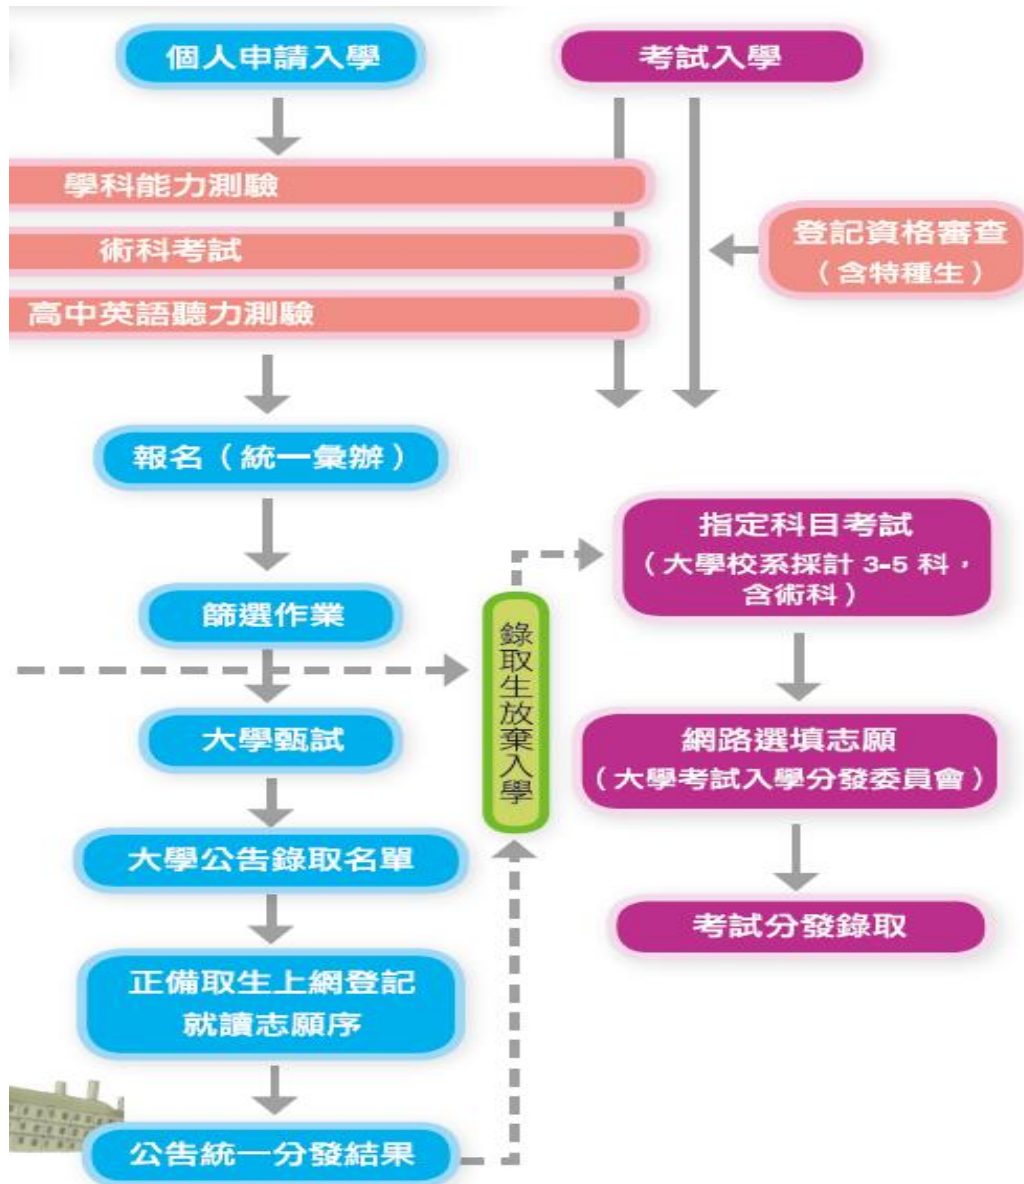 個人申請入學
考試入學
學科能力測驗
術科考試
登記資格審查
（含特種生）
高中英語聽力測驗
報名（統一彙辦）
篩選作業
大學甄試
大學公告錄取名單
正備取生上網登記
就讀志願序
公告統一分發結果
錄取生放棄入學
指定科目考試
（大學校系採計 3-5 科，
含術科）
網路選填志願
（大學考試入學分發委員會）
考試分發錄取